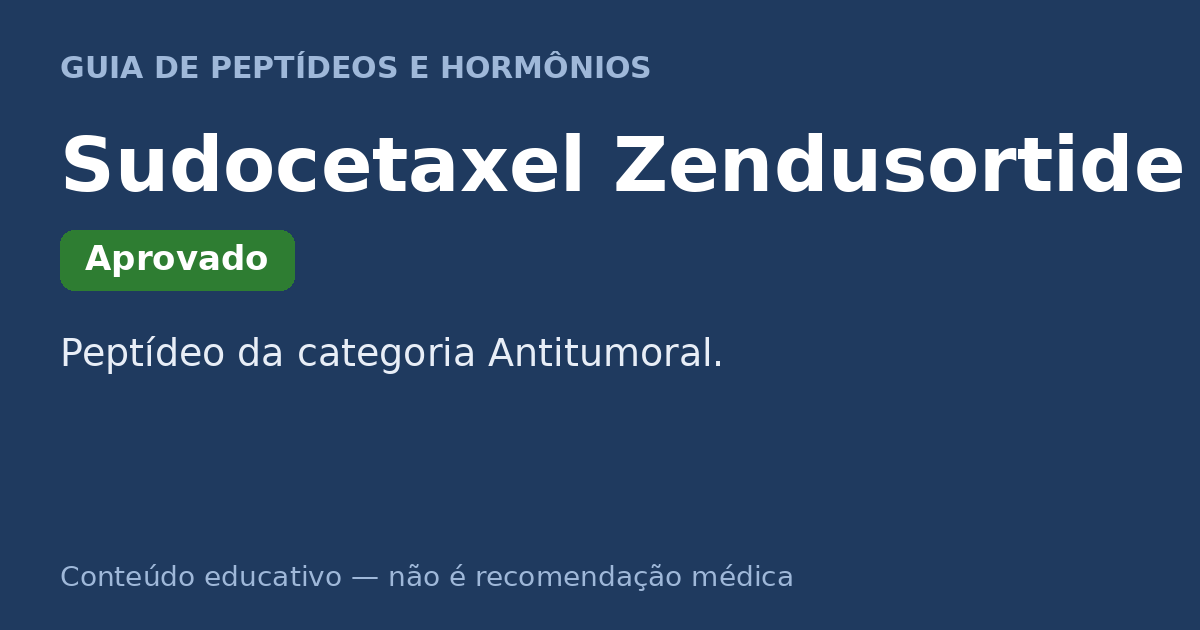 GUIA DE PEPTÍDEOS E HORMÔNIOS
Sudocetaxel Zendusortide
Aprovado
Peptídeo da categoria Antitumoral.
Conteúdo educativo — não é recomendação médica